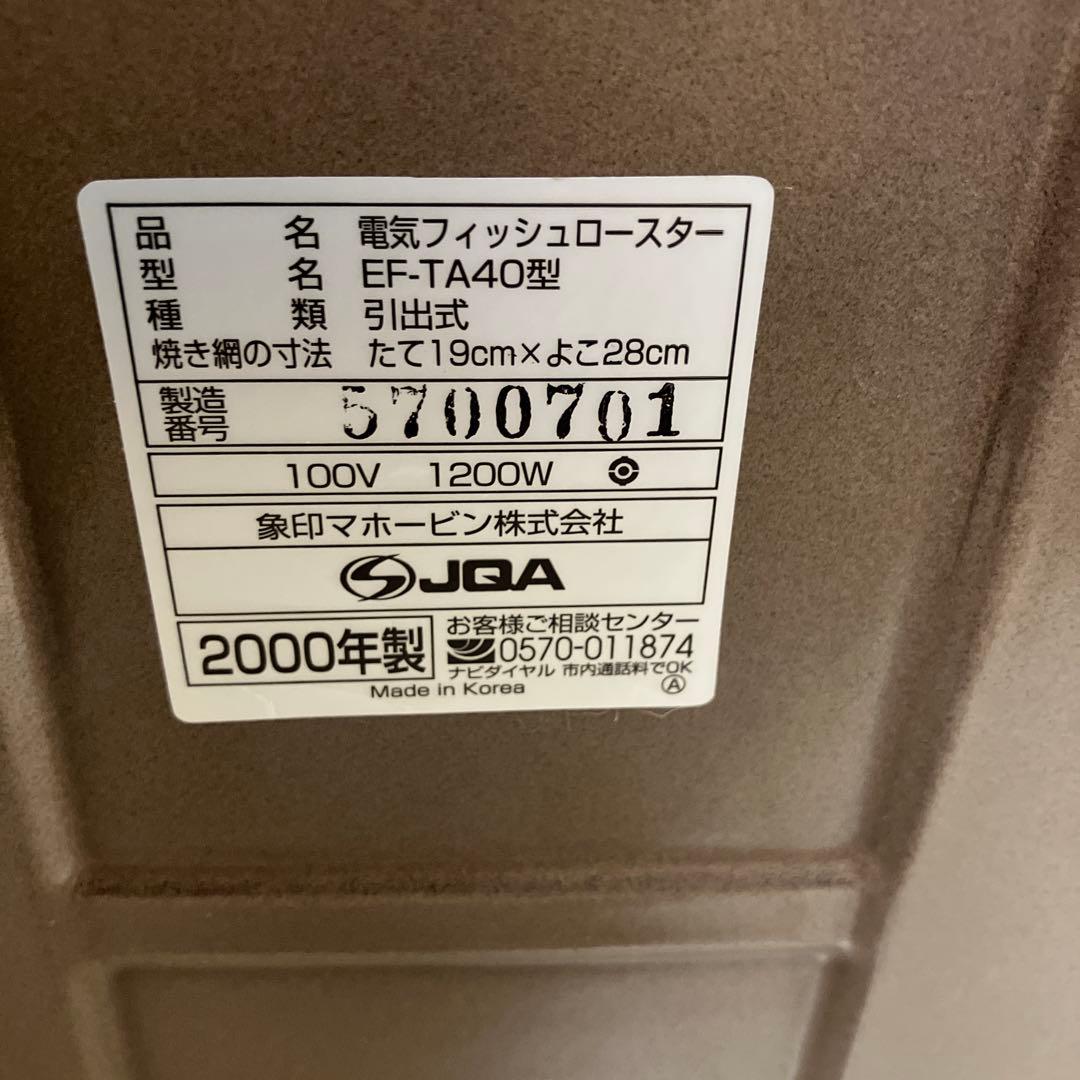 品名 電気フィッシュロースター
型名 EF-TA40型
種類 引出式
焼き網の寸法 たて19cm×よこ28cm
製造番号 5700701
100V 1200W
象印マホービン株式会社
JQA
2000年製
お客様ご相談センター
0570-011874
ナビダイヤル 市内通話料でOK
Made in Korea
Ⓐ